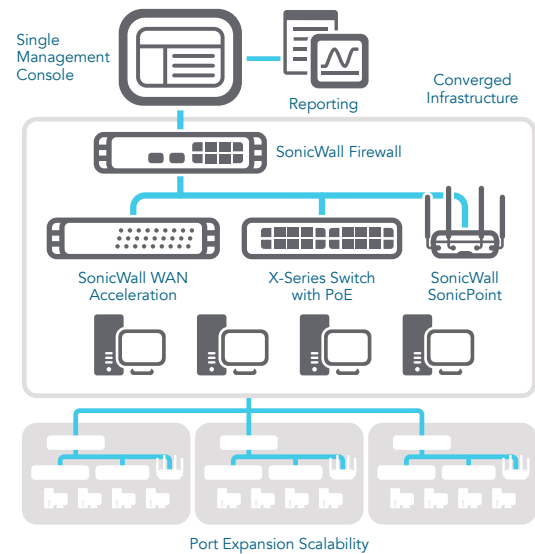 Single
Management
Console
Reporting
Converged
Infrastructure
SonicWall Firewall
SonicWall WAN
Acceleration
X-Series Switch
with PoE
SonicWall
SonicPoint
Port Expansion Scalability